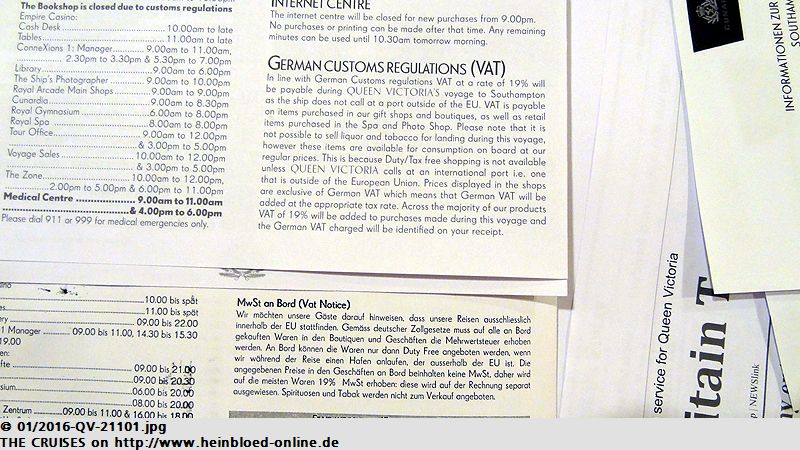 The Bookshop is closed due to customs regulations
Empire Casino:
Cash Desk ........ 10.00am to late
Tables ........ 11.00am to late
ConneXions 1: Manager ........ 9.00am to 11.00am,
........ 2.30pm to 3.30pm & 5.30pm to 7.00pm
Library ........ 9.00am to 6.00pm
The Ship's Photographer ........ 9.00am to 10.00pm
Royal Arcade Main Shops ........ 9.00am to 9.00pm
Cunardia ........ 9.00am to 8.30pm
Royal Gymnasium ........ 6.00am to 8.00pm
Royal Spa ........ 8.00am to 8.00pm
Tour Office ........ 9.00am to 12.00pm
........ & 3.00pm to 5.00pm
Voyage Sales ........ 10.00am to 12.00pm
........ & 3.00pm to 5.00pm
The Zone ........ 10.00am to 12.00pm,
........ 2.00pm to 5.00pm & 6.00pm to 11.00pm
Medical Centre ........ 9.00am to 11.00am
........ & 4.00pm to 6.00pm
Please dial 911 or 999 for medical emergencies only.
INTERNET CENTRE
The internet centre will be closed for new purchases from 9.00pm.
No purchases or printing can be made after that time. Any remaining
minutes can be used until 10.30am tomorrow morning.
GERMAN CUSTOMS REGULATIONS (VAT)
In line with German Customs regulations VAT at a rate of 19% will
be payable during QUEEN VICTORIA'S voyage to Southampton
as the ship does not call at a port outside of the EU. VAT is payable
on items purchased in our gift shops and boutiques, as well as retail
items purchased in the Spa and Photo Shop. Please note that it is
not possible to sell liquor and tobacco for landing during this voyage,
however these items are available for consumption on board at our
regular prices. This is because Duty/Tax free shopping is not available
unless QUEEN VICTORIA calls at an international port i.e. one
that is outside of the European Union. Prices displayed in the shops
are exclusive of German VAT which means that German VAT will be
added at the appropriate tax rate. Across the majority of our products
VAT of 19% will be added to purchases made during this voyage and
the German VAT charged will be identified on your receipt.
10.00 bis spät
11.00 bis spät
09.00 bis 22.00
1 Manager ........ 09.00 bis 11.00, 14.30 bis 15.30
19.00
09.00 bis 21.00
09.00 bis 20.30
06.00 bis 20.00
08.00 bis 20.00
Zentrum ........ 09.00 bis 11.00 & 16.00 bis 18.00
MwSt an Bord (Vat Notice)
Wir möchten unsere Gäste darauf hinweisen, dass unsere Reisen ausschliesslich
innerhalb der EU stattfinden. Gemäss deutscher Zollgesetze muss auf alle an Bord
gekauften Waren in den Boutiquen und Geschäften die Mehrwertsteuer erhoben
werden. An Bord können die Waren nur dann Duty Free angeboten werden, wenn
wir während der Reise einen Hafen anlaufen, der ausserhalb der EU ist. Die
angegebenen Preise in den Geschäften an Bord beinhalten keine MwSt, daher wird
auf die meisten Waren 19% MwSt erhoben: diese wird auf der Rechnung separat
ausgewiesen. Spirituosen und Tabak werden nicht zum Verkauf angeboten.
INFORMATIONEN ZUR
service for Queen Victoria
itain T
NEWSlink
© 01/2016-QV-21101.jpg
THE CRUISES on http://www.heinbloed-online.de